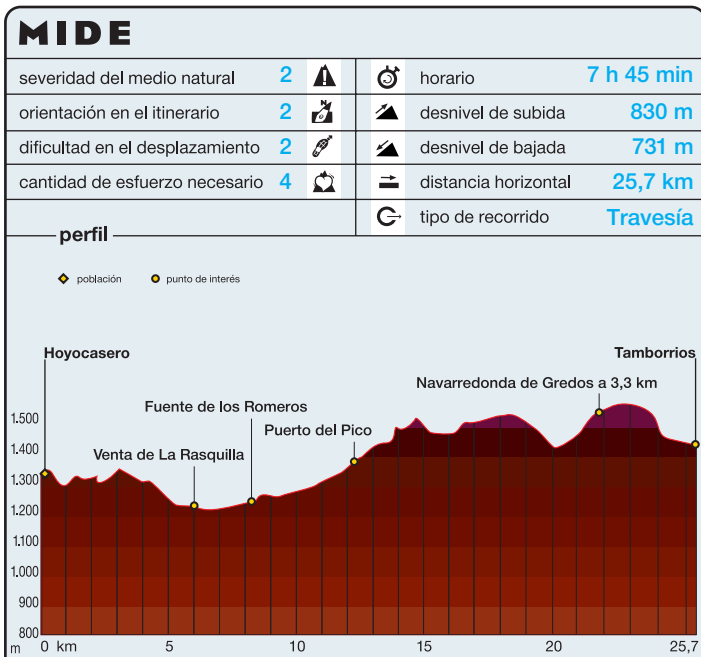 MIDE
severidad del medio natural 2
horario 7 h 45 min
orientación en el itinerario 2
desnivel de subida 830 m
dificultad en el desplazamiento 2
desnivel de bajada 731 m
cantidad de esfuerzo necesario 4
distancia horizontal 25,7 km
tipo de recorrido Travesía
perfil
población
punto de interés
Hoyocasero
Tamborrios
Navarredonda de Gredos a 3,3 km
Fuente de los Romeros
Puerto del Pico
Venta de La Rasquilla
1.500
1.400
1.300
1.200
1.100
1.000
900
800
m 0 km 5 10 15 20 25,7